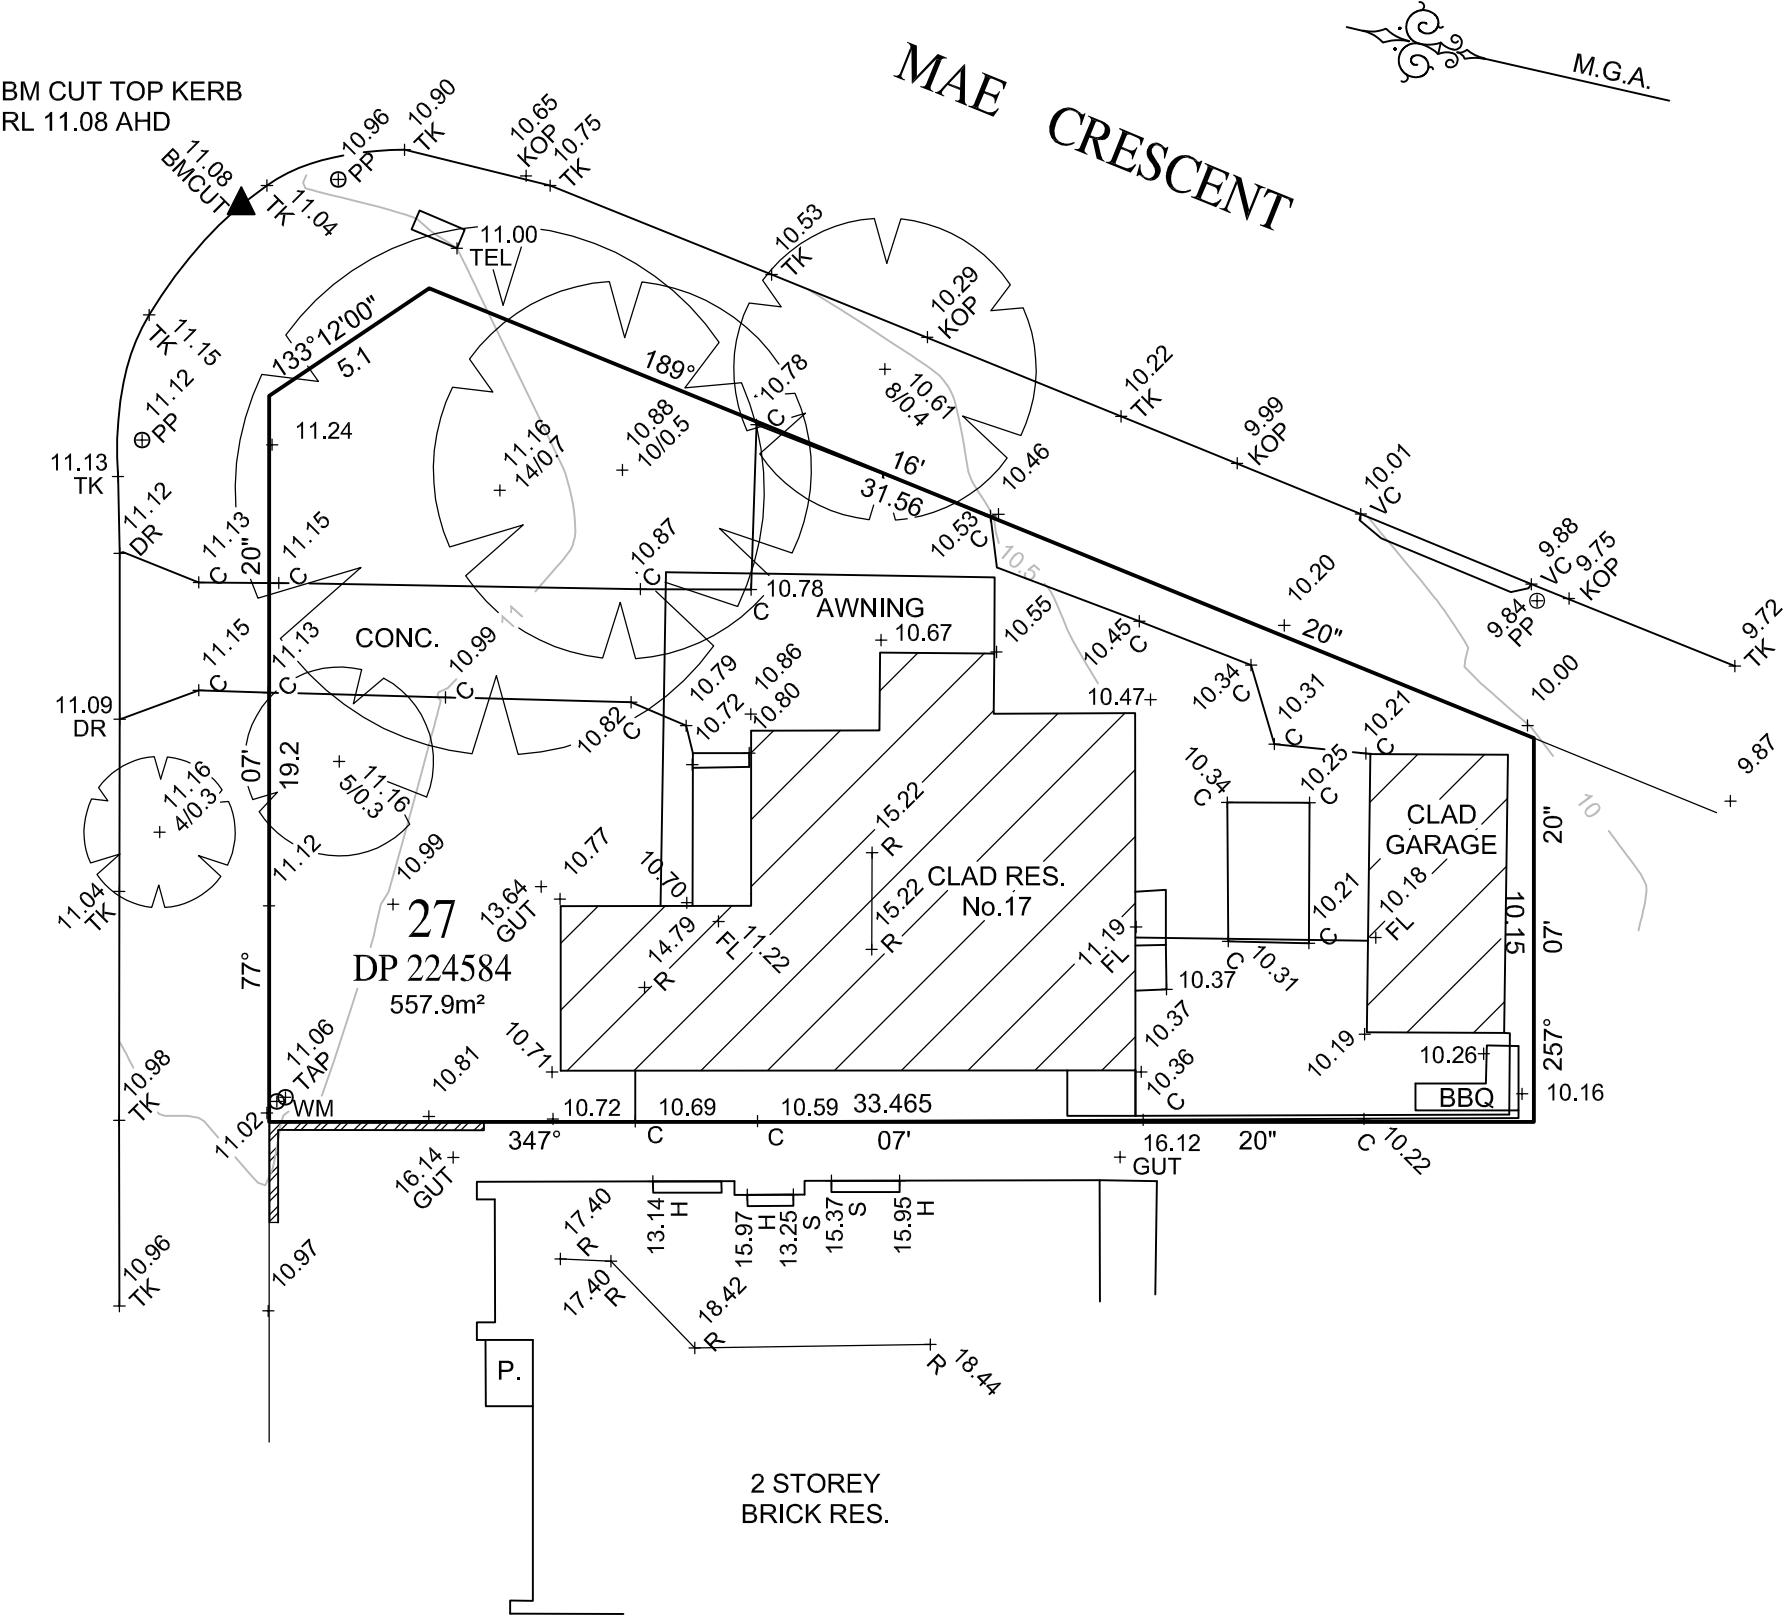 BM CUT TOP KERB
RL 11.08 AHD
MAE CRESCENT
M.G.A.
11.08
BMCUT
10.96
PP
10.90
TK
10.65
KOP
10.75
TK
TK
11.04
11.00
TEL
10.53
TK
10.29
KOP
10.22
TK
9.99
KOP
10.01
VC
9.88
VC
9.75
KOP
9.84
PP
9.72
TK
TK
11.15
11.12
PP
133°12'00"
5.1
189°
16'
20"
31.56
10.78
C
8/0.4
10.61
10.46
11.13
TK
11.12
DR
11.24
11.16
14/0.7
10.88
10/0.5
11.13
C
11.15
C
10.87
C
10.78
C
10.53
C
10.5
10.20
20"
11
AWNING
CONC.
10.67
10.55
10.45
C
10.34
C
10.31
C
10.21
C
10.00
9.87
10
11.15
C
11.13
C
10.99
C
10.82
C
10.79
10.72
10.86
10.80
10.47
11.09
DR
07'
19.2
11.16
4/0.3
11.16
5/0.3
11.12
10.99
10.77
10.70
10.34
C
10.25
C
CLAD
GARAGE
20"
11.04
TK
27
DP 224584
557.9m²
77°
13.64
GUT
14.79
R
FL
11.22
15.22
R
15.22
R
CLAD RES.
No.17
11.19
FL
10.21
C
C
10.31
10.18
FL
10.15
07'
10.37
10.37
10.36
C
10.19
10.26
BBQ
10.16
257°
10.98
TK
11.06
TAP
WM
11.02
10.81
10.71
10.72
10.69
C
10.59
C
33.465
347°
07'
20"
16.12
GUT
C
10.22
16.14
GUT
10.96
TK
10.97
17.40
R
17.40
R
13.14
H
15.97
H
13.25
S
15.37
S
15.95
H
18.42
R
R
18.44
P.
2 STOREY
BRICK RES.